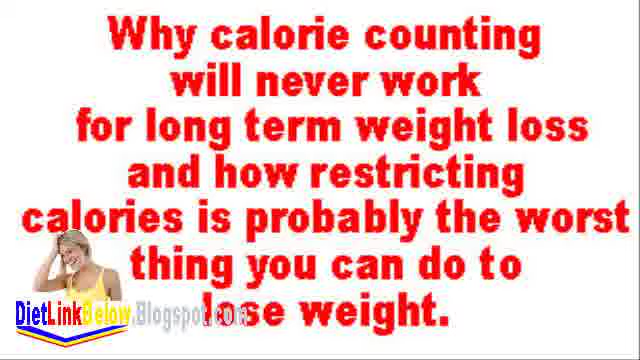 Why calorie counting
will never work
for long term weight loss
and how restricting
calories is probably the worst
thing you can do to
lose weight.
DietLinkBelow.Blogspot.com